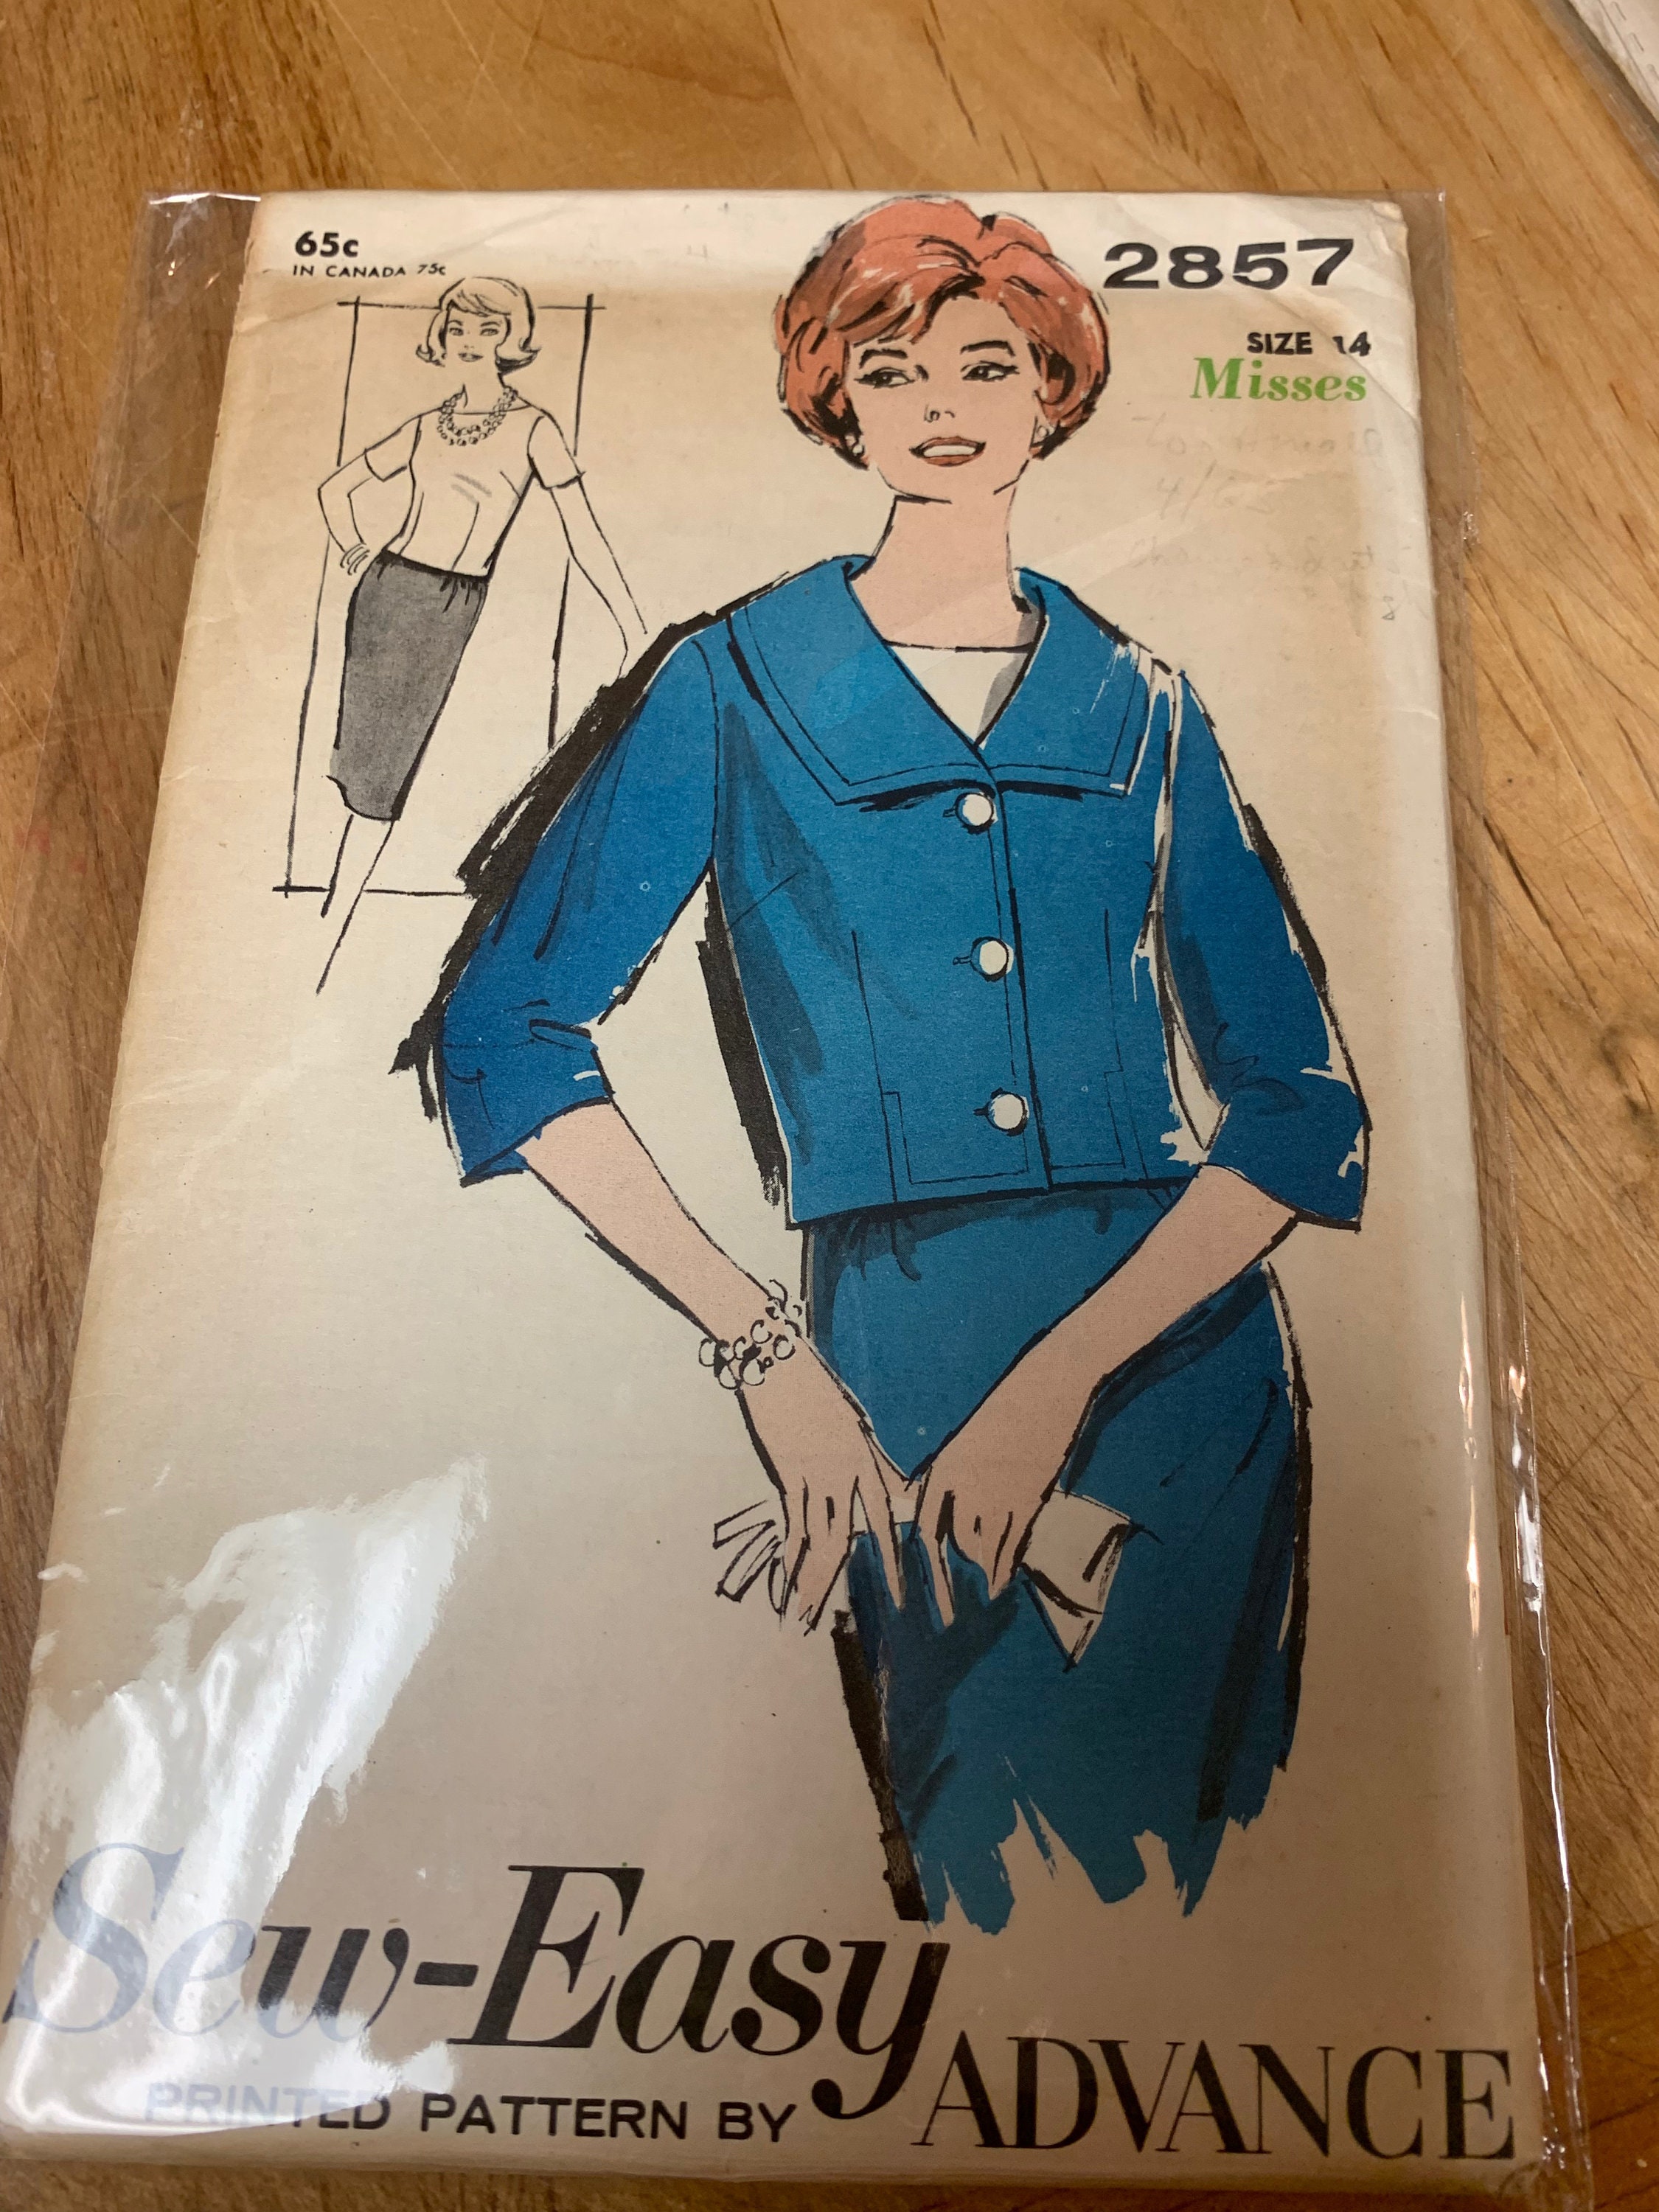 65c
IN CANADA 75c
2857
SIZE 14
Misses
Sew-Easy
PRINTED PATTERN BY ADVANCE